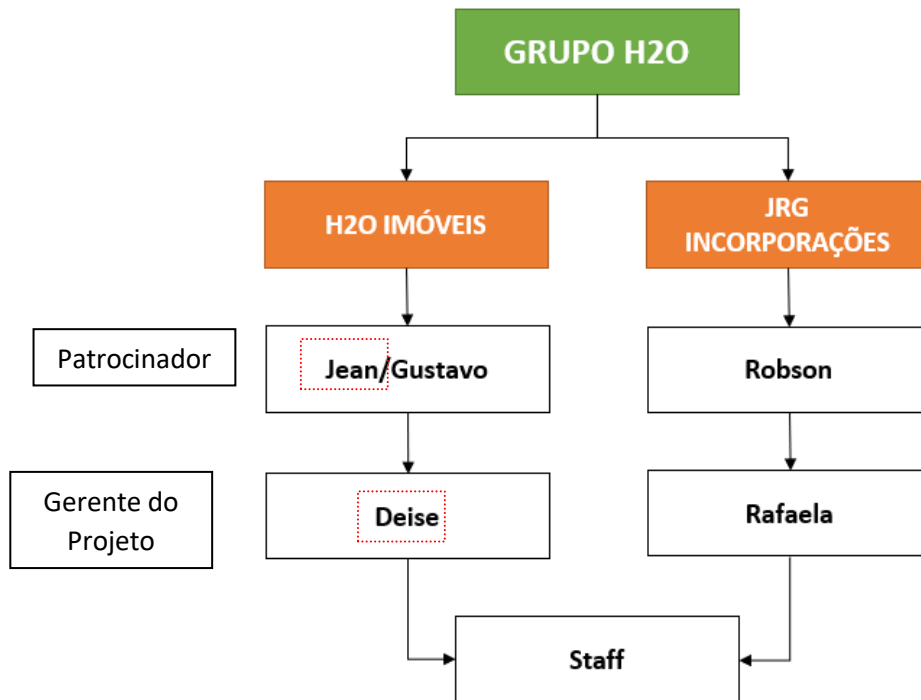 GRUPO H2O
H2O IMÓVEIS
JRG
INCORPORAÇÕES
Patrocinador
Jean/Gustavo
Robson
Gerente do
Projeto
Deise
Rafaela
Staff